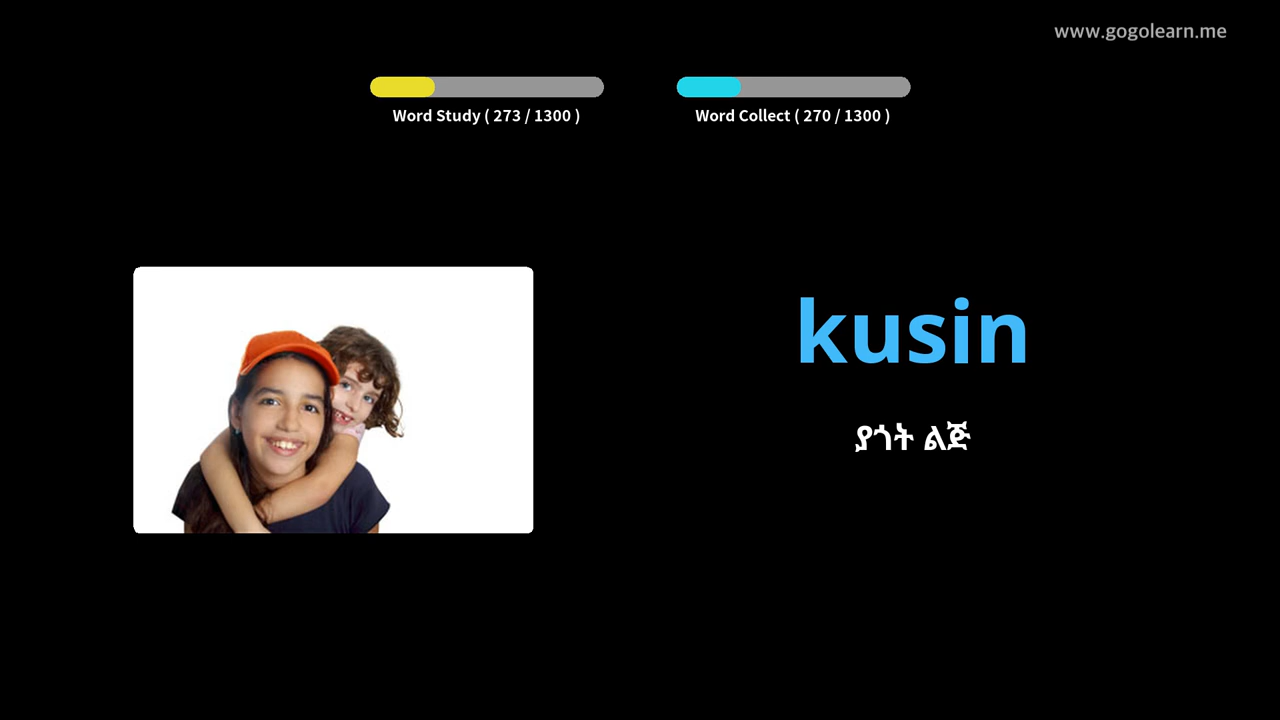 www.gogolearn.me
Word Study ( 273 / 1300 )
Word Collect ( 270 / 1300 )
kusin
ያጎት ልጅ